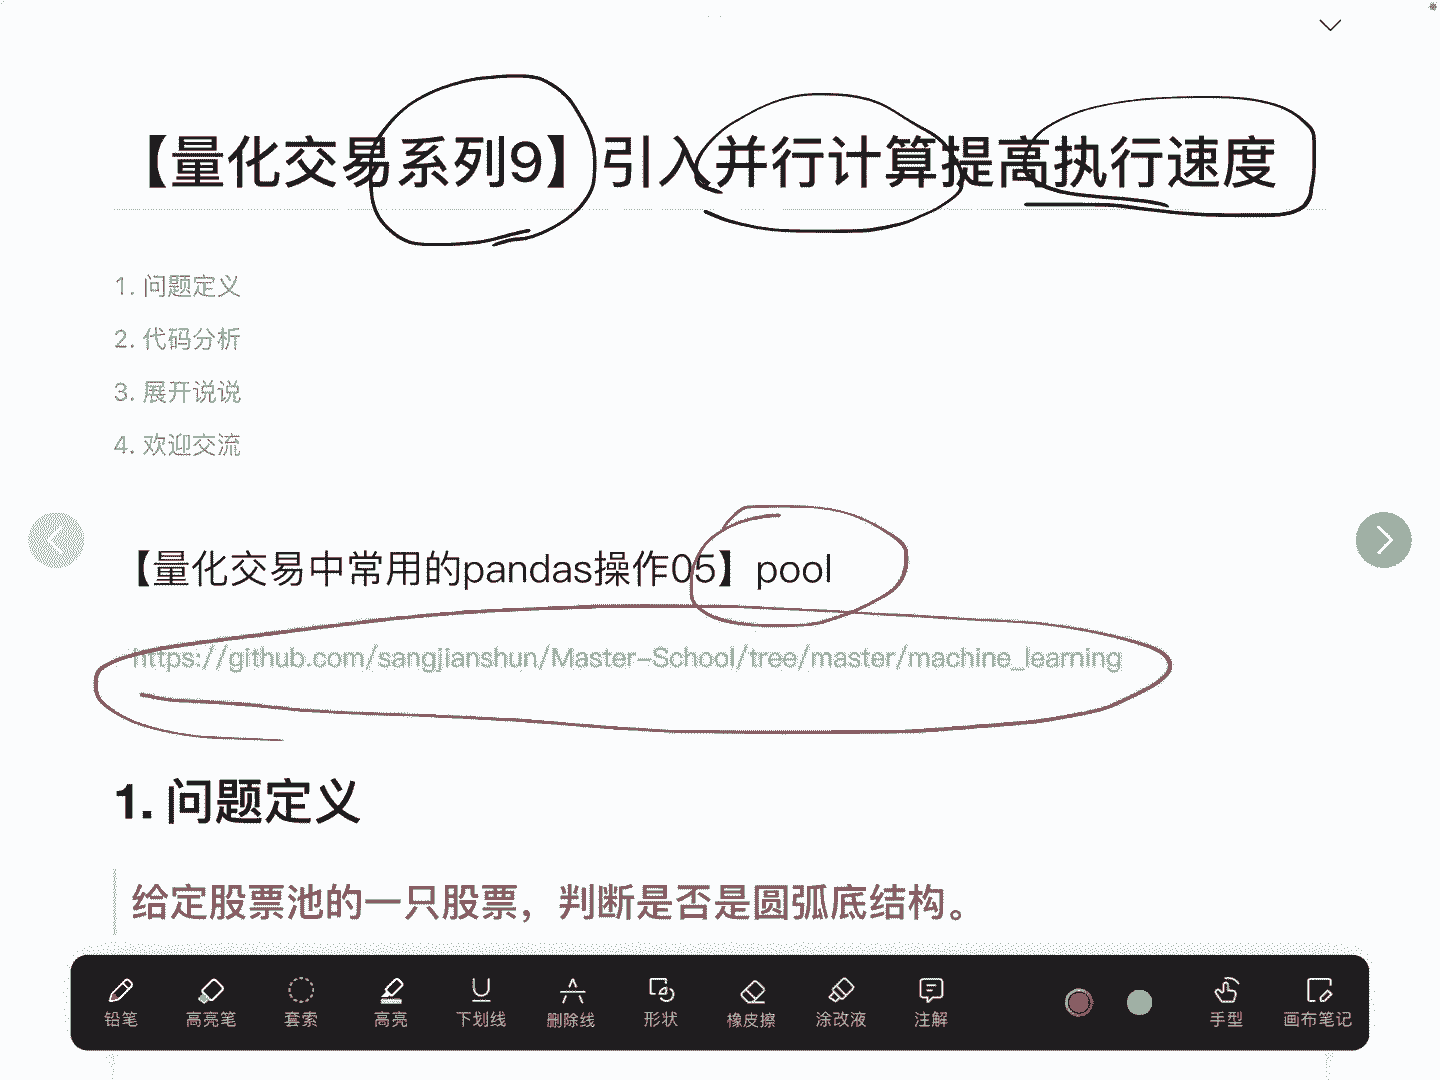 【量化交易系列9】引入并行计算提高执行速度
1. 问题定义
2. 代码分析
3. 展开说说
4. 欢迎交流
【量化交易中常用的pandas操作05】pool
https://github.com/sangjianshun/Master-School/tree/master/machine_learning
1. 问题定义
给定股票池的一只股票，判断是否是圆弧底结构。
铅笔 高亮笔 套索 高亮 下划线 删除线 形状 橡皮擦 涂改液 注解 手型 画布笔记